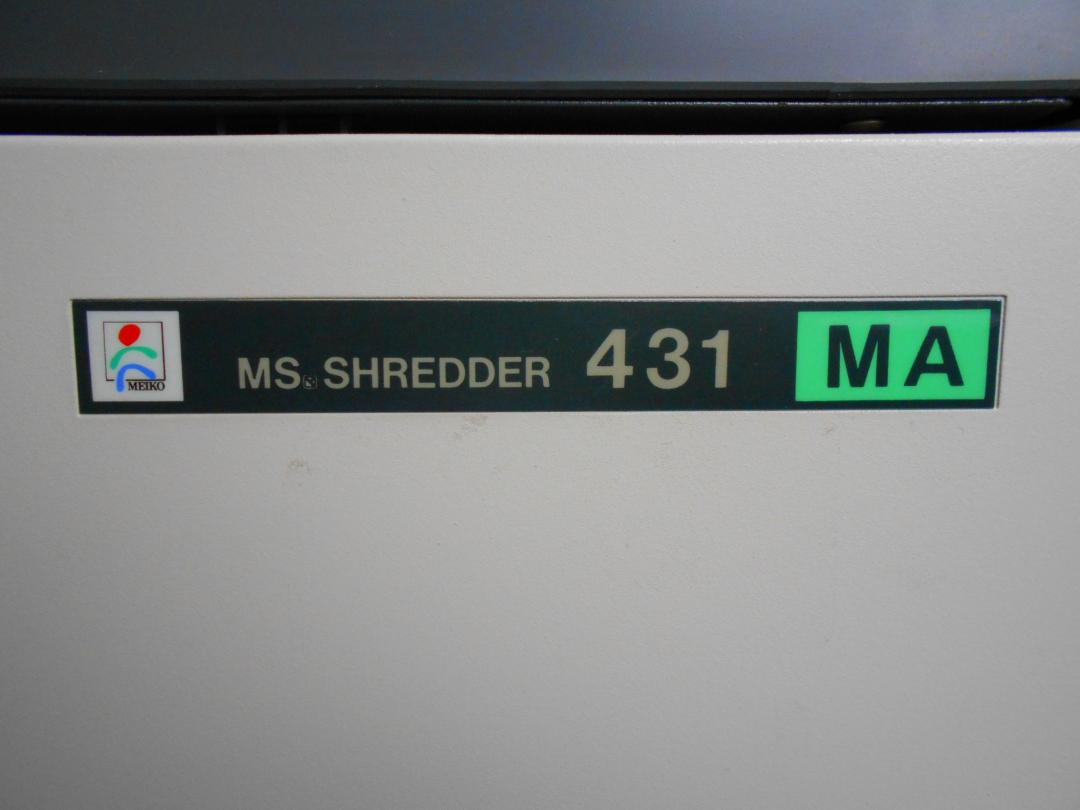 MEIKO MS. SHREDDER 431 MA